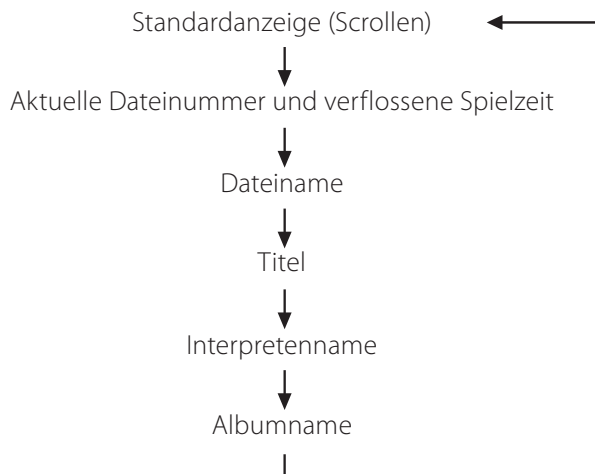 Standardanzeige (Scrollen)
Aktuelle Dateinummer und verflossene Spielzeit
Dateiname
Titel
Interpretenname
Albumname